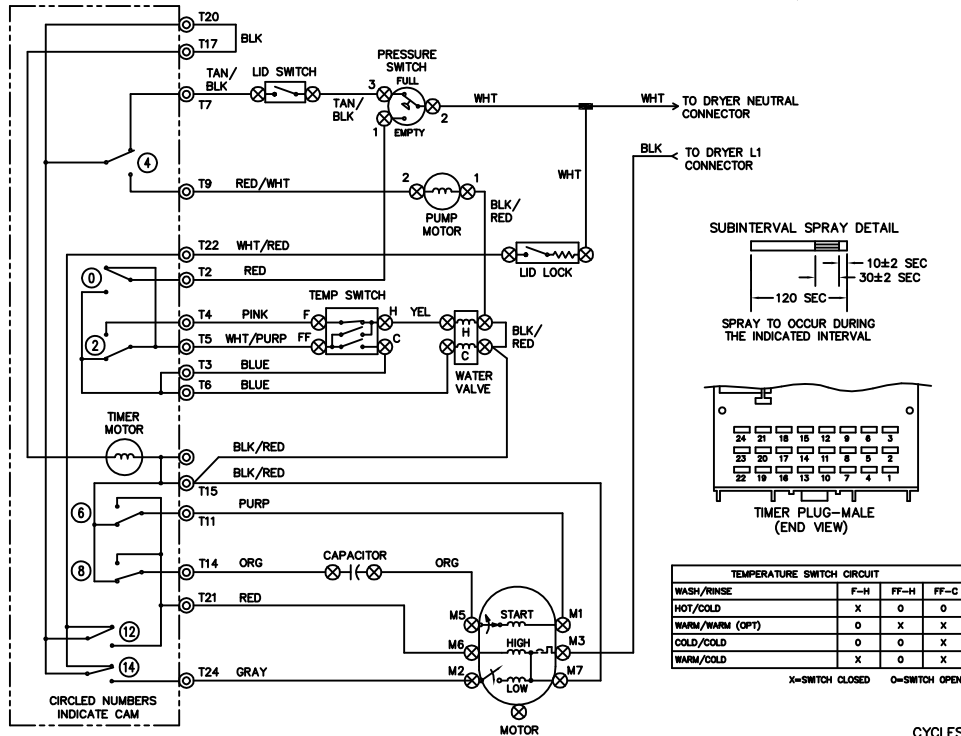 T20
BLK
T17
TAN/
BLK
LID SWITCH
PRESSURE
SWITCH
FULL
3
T7
TAN/
BLK
1
2
EMPTY
WHT
WHT
TO DRYER NEUTRAL
CONNECTOR
BLK
TO DRYER L1
CONNECTOR
4
WHT
T9
RED/WHT
2
1
PUMP
MOTOR
BLK/
RED
T22
WHT/RED
LID LOCK
T2
RED
0
TEMP SWITCH
T4
PINK
F
H
YEL
H
BLK/
RED
2
T5
WHT/PURP
FF
C
C
T3
BLUE
WATER
VALVE
T6
BLUE
TIMER
MOTOR
BLK/RED
BLK/RED
T15
PURP
6
T11
T14
ORG
CAPACITOR
ORG
8
T21
RED
M5
START
M1
12
M6
HIGH
M3
14
T24
GRAY
M2
LOW
M7
MOTOR
CIRCLED NUMBERS
INDICATE CAM
SUBINTERVAL SPRAY DETAIL
10±2 SEC
30±2 SEC
120 SEC
SPRAY TO OCCUR DURING
THE INDICATED INTERVAL
24 21 18 15 12 9 6 3
23 20 17 14 11 8 5 2
22 19 16 13 10 7 4 1
TIMER PLUG-MALE
(END VIEW)
TEMPERATURE SWITCH CIRCUIT
WASH/RINSE F-H FF-H FF-C
HOT/COLD X O O
WARM/WARM (OPT) O X X
COLD/COLD O O X
WARM/COLD X O X
X=SWITCH CLOSED O=SWITCH OPEN
CYCLES